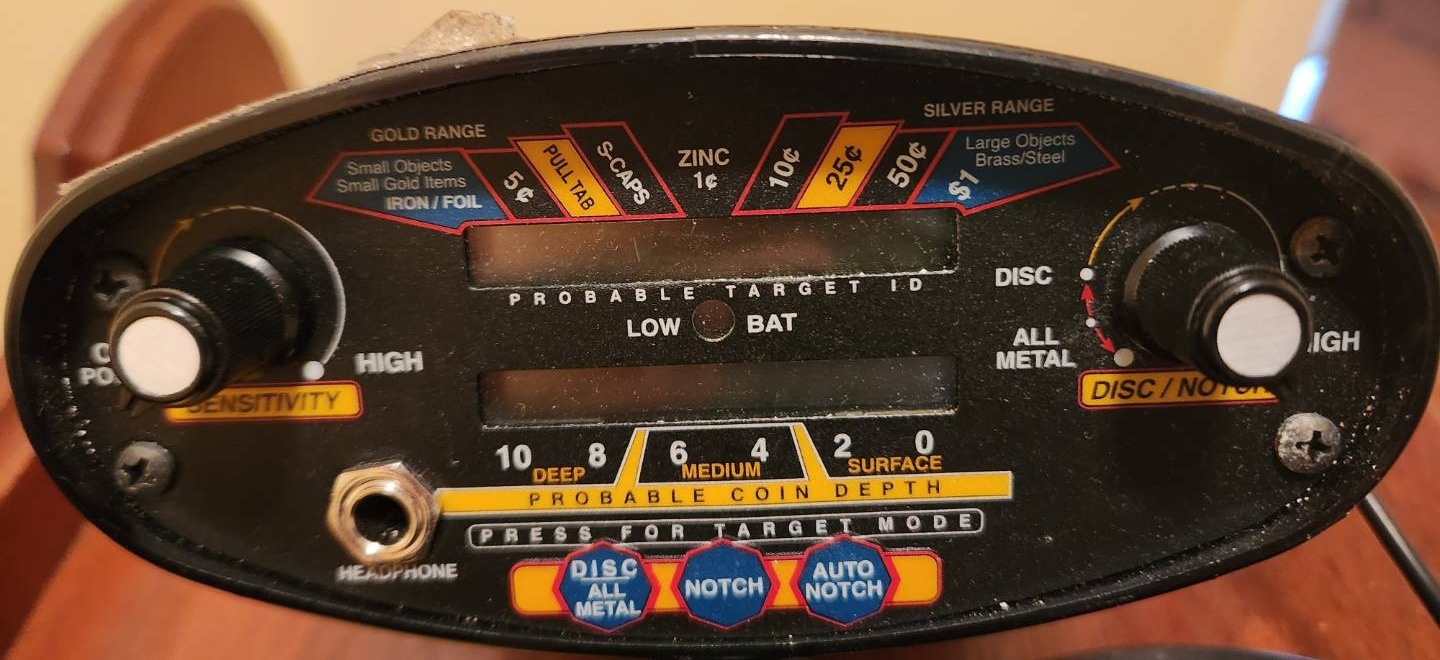 GOLD RANGE
SILVER RANGE
Small Objects
Small Gold Items
IRON / FOIL
5¢
PULL TAB
S-CAPS
ZINC
1¢
10¢
25¢
50¢
$1
Large Objects
Brass/Steel
PROBABLE TARGET ID
LOW BAT
HIGH
SENSITIVITY
DISC
ALL
METAL
DISC / NOTCH
10 8 6 4 2 0
DEEP MEDIUM SURFACE
PROBABLE COIN DEPTH
PRESS FOR TARGET MODE
HEADPHONE
DISC
ALL
METAL
NOTCH
AUTO
NOTCH